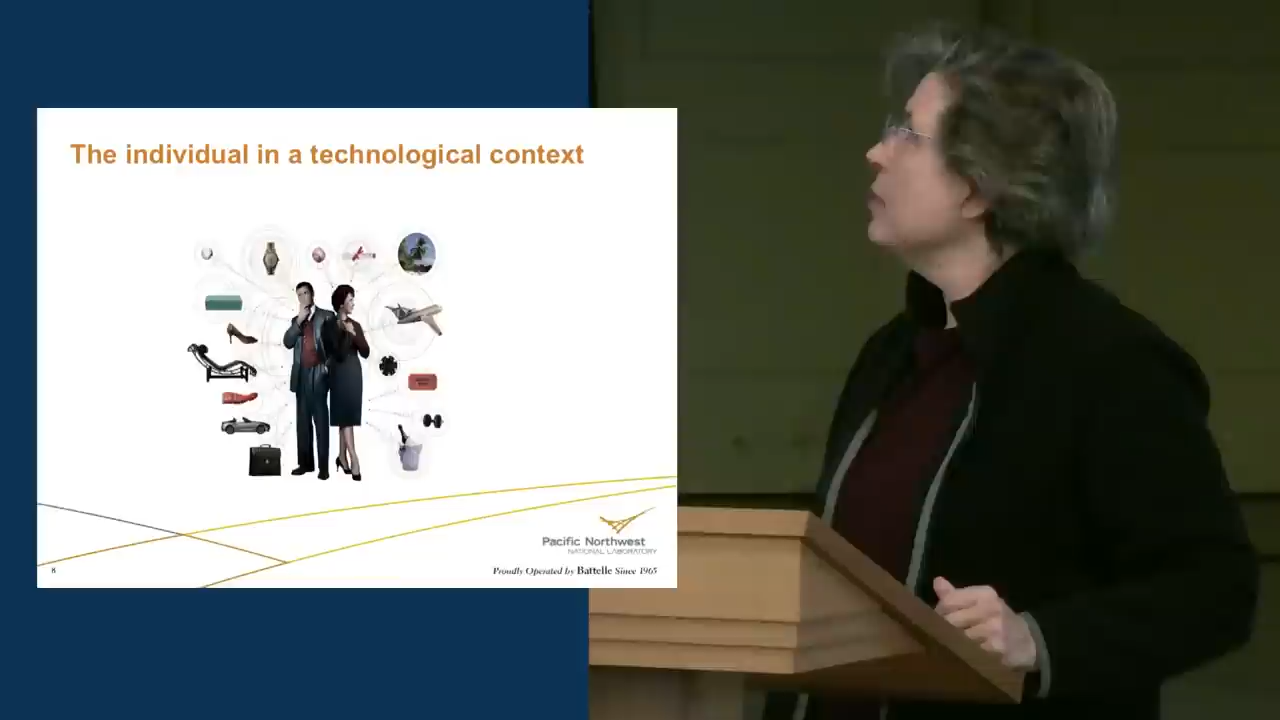 The individual in a technological context
Pacific Northwest
NATIONAL LABORATORY
8
Proudly Operated by Battelle Since 1965